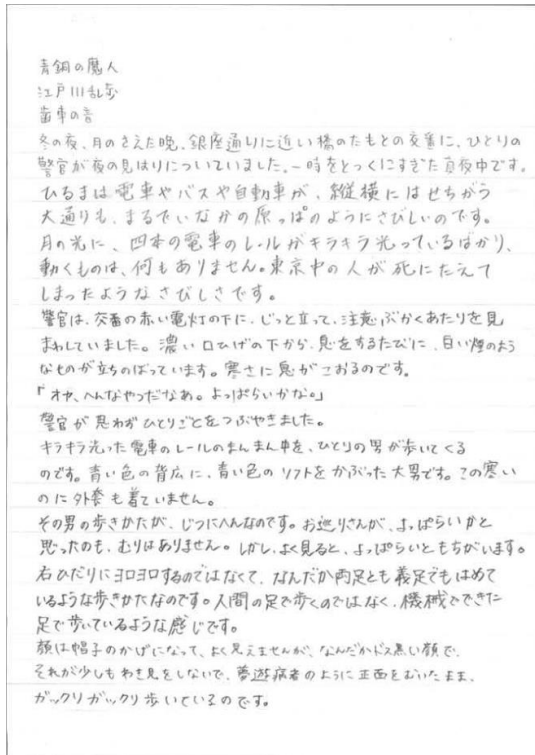 青銅の魔人
江戸川乱歩
歯車の音
冬の夜、月のさえた晩、銀座通りに近い橋のたもとの交番に、ひとりの
警官が夜の見はりについていました。一時をとっくにすぎた真夜中です。
ひるまは電車やバスや自動車が、縦横にはせちがう
大通りも、まるでいなかの原っぱのようにさびしいのです。
月の光に、四本の電車のレールがキラキラ光っているばかり、
動くものは、何もありません。東京中の人が死にたえて
しまったようなさびしさです。
警官は、交番の赤い電灯の下に、じっと立って、注意ぶかくあたりを見
まわしていました。濃い口ひげの下から、息をするたびに、白い煙のよう
なものが立ちのぼっています。寒さに息がこおるのです。
「オヤ、へんなやつだなあ。よっぱらいかな。」
警官が思わずひとりごとをつぶやきました。
キラキラ光った電車のレールのまんまん中を、ひとりの男が歩いてくる
のです。青い色の背広に、青い色のソフトをかぶった大男です。この寒い
のに外套も着ていません。
その男の歩きかたが、じつにへんなのです。お巡りさんが、よっぱらいかと
思ったのも、むりはありません。しかし、よく見ると、よっぱらいともちがいます。
右ひだりにヨロヨロするのではなくて、なんだか両足とも義足でもはめて
いるような歩きかたなのです。人間の足で歩くのではなく、機械でできた
足で歩いているような感じです。
顔は帽子のかげになって、よく見えませんが、なんだかドス黒い顔で、
それが少しもわき見をしないで、夢遊病者のように正面をむいたまま、
ガックリガックリ歩いているのです。